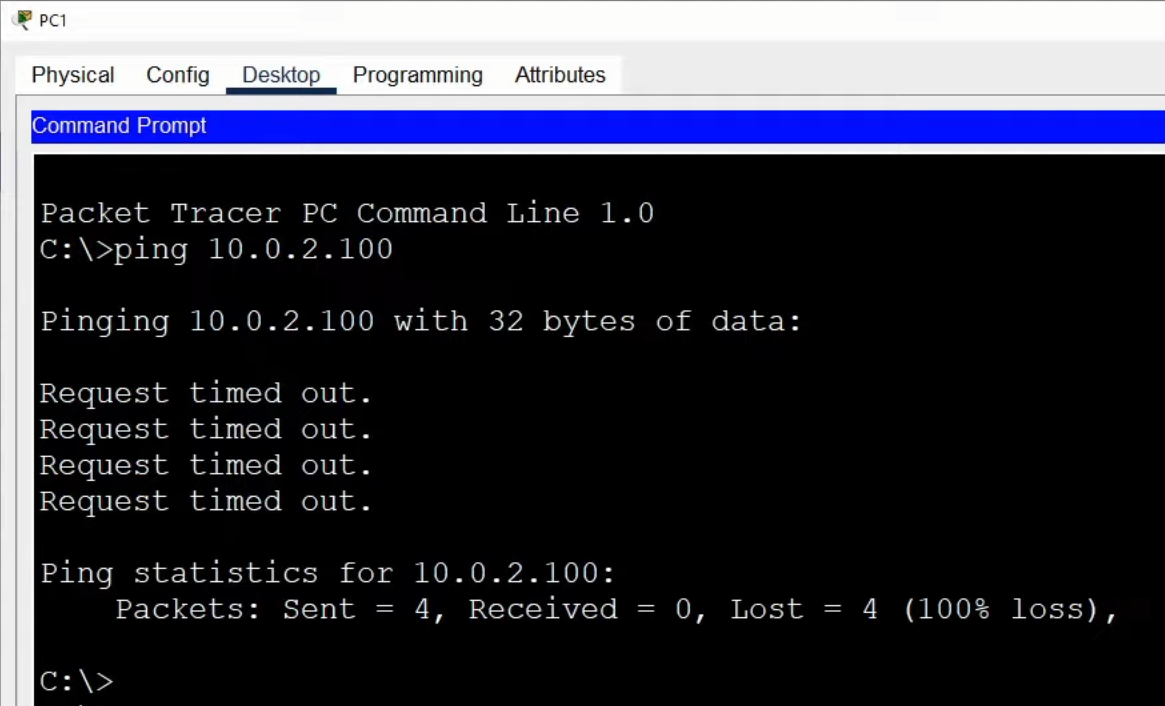 PC1
Physical Config Desktop Programming Attributes
Command Prompt
Packet Tracer PC Command Line 1.0
C:\>ping 10.0.2.100
Pinging 10.0.2.100 with 32 bytes of data:
Request timed out.
Request timed out.
Request timed out.
Request timed out.
Ping statistics for 10.0.2.100:
Packets: Sent = 4, Received = 0, Lost = 4 (100% loss),
C:\>